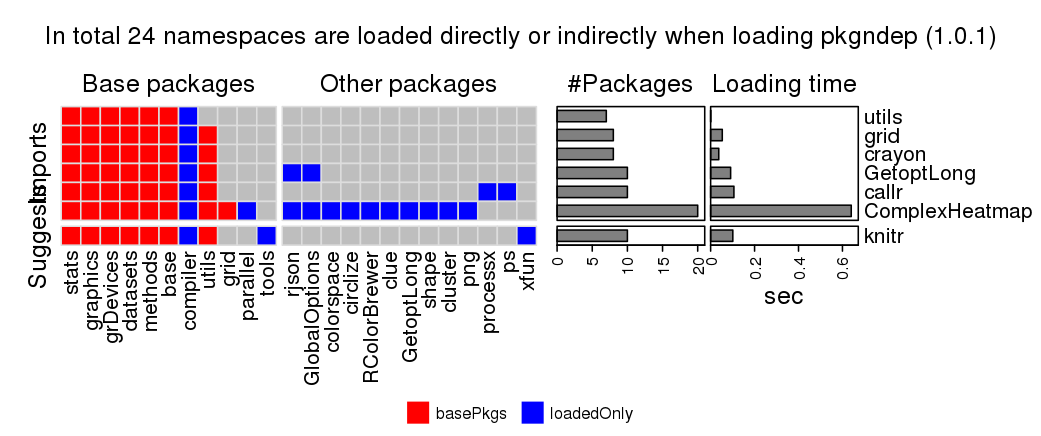 In total 24 namespaces are loaded directly or indirectly when loading pkgndep (1.0.1)
Base packages
Other packages
#Packages
Loading time
Imports
Suggests
utils
grid
crayon
GetoptLong
callr
ComplexHeatmap
knitr
stats
graphics
grDevices
datasets
methods
base
compiler
utils
grid
parallel
tools
rjson
GlobalOptions
colorspace
circlize
RColorBrewer
clue
GetoptLong
shape
cluster
png
processx
ps
xfun
0 5 10 15 20
0 0.2 0.4 0.6
sec
basePkgs
loadedOnly